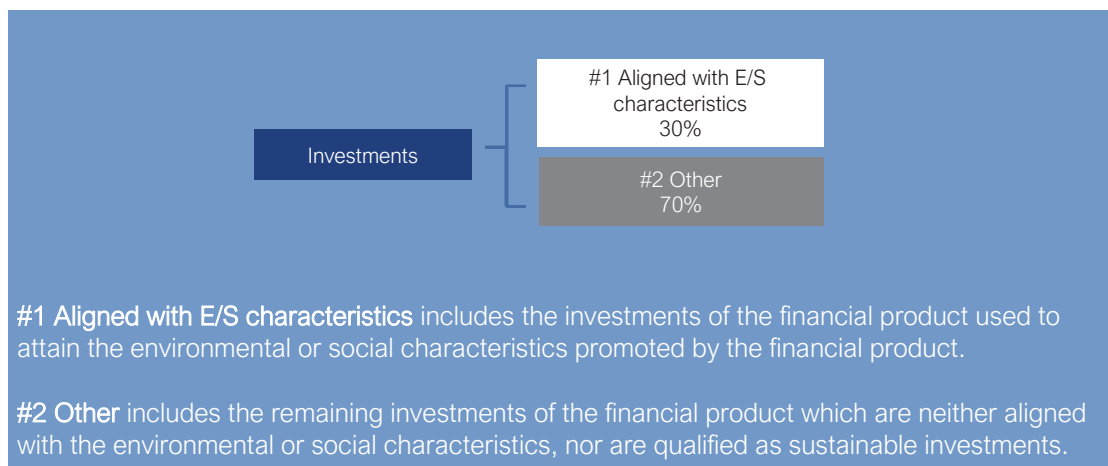 #1 Aligned with E/S
characteristics
30%
Investments
#2 Other
70%
#1 Aligned with E/S characteristics includes the investments of the financial product used to
attain the environmental or social characteristics promoted by the financial product.
#2 Other includes the remaining investments of the financial product which are neither aligned
with the environmental or social characteristics, nor are qualified as sustainable investments.